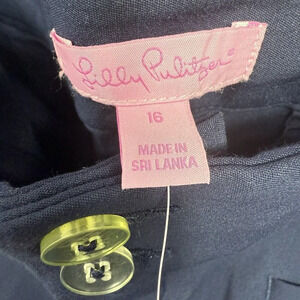 Lilly Pulitzer®
16
MADE IN
SRI LANKA